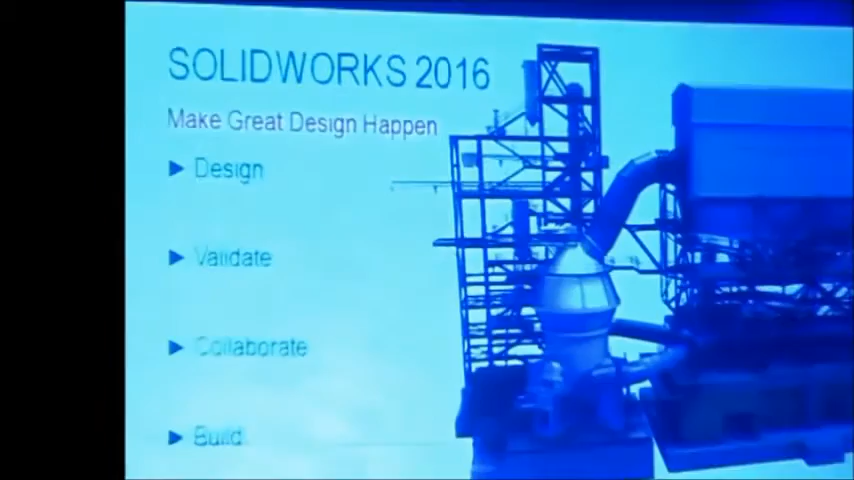 SOLIDWORKS 2016
Make Great Design Happen
Design
Validate
Collaborate
Build